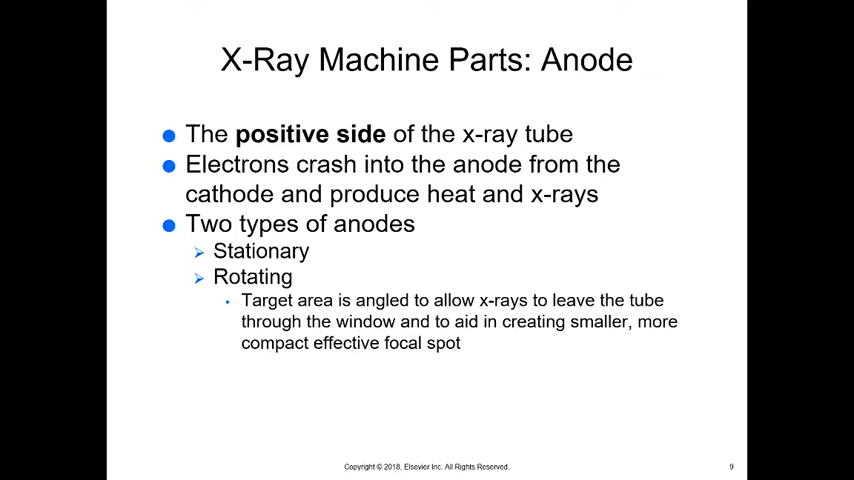 X-Ray Machine Parts: Anode
The positive side of the x-ray tube
Electrons crash into the anode from the
cathode and produce heat and x-rays
Two types of anodes
Stationary
Rotating
Target area is angled to allow x-rays to leave the tube
through the window and to aid in creating smaller, more
compact effective focal spot
Copyright © 2018, Elsevier Inc. All Rights Reserved.
9